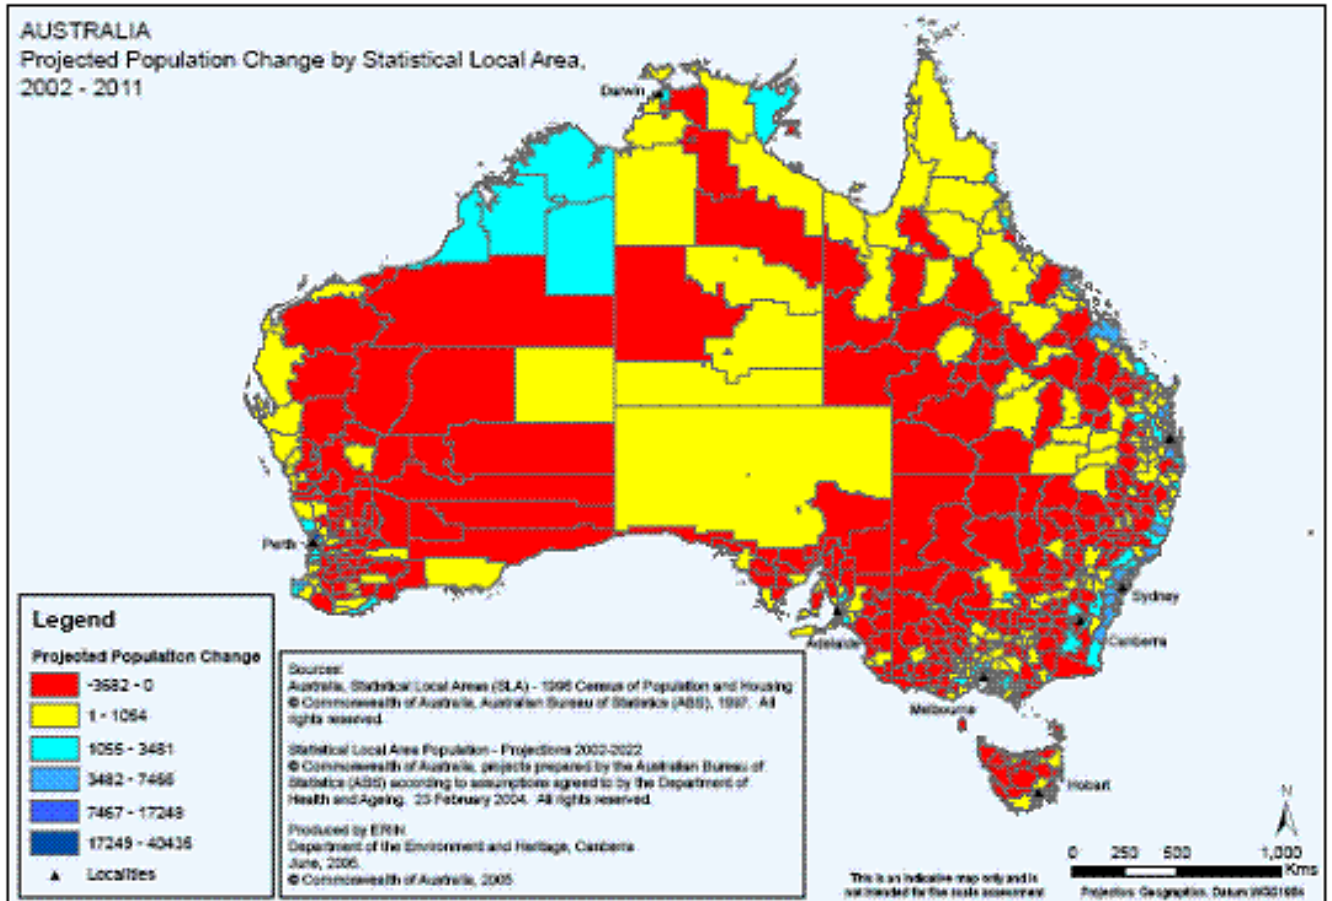 AUSTRALIA
Projected Population Change by Statistical Local Area,
2002 - 2011
Darwin
Perth
Adelaide
Melbourne
Sydney
Canberra
Hobart
Legend
Projected Population Change
-3682 - 0
1 - 1054
1055 - 3481
3482 - 7466
7467 - 17248
17249 - 40436
Localities
Sources:
Australia, Statistical Local Areas (SLA) - 1996 Census of Population and Housing
© Commonwealth of Australia, Australian Bureau of Statistics (ABS), 1997. All
rights reserved.
Statistical Local Area Population - Projections 2002-2022
© Commonwealth of Australia, projects prepared by the Australian Bureau of
Statistics (ABS) according to assumptions agreed to by the Department of
Health and Ageing. 23 February 2004. All rights reserved.
Produced by ERIN
Department of the Environment and Heritage, Canberra
June,
© Commonwealth of Australia, 2005
This is an indicative map only and is
not intended for fine scale assessment
N
0 250 500 1,000
Kms
Projection: Geographics, Datum WGS1984